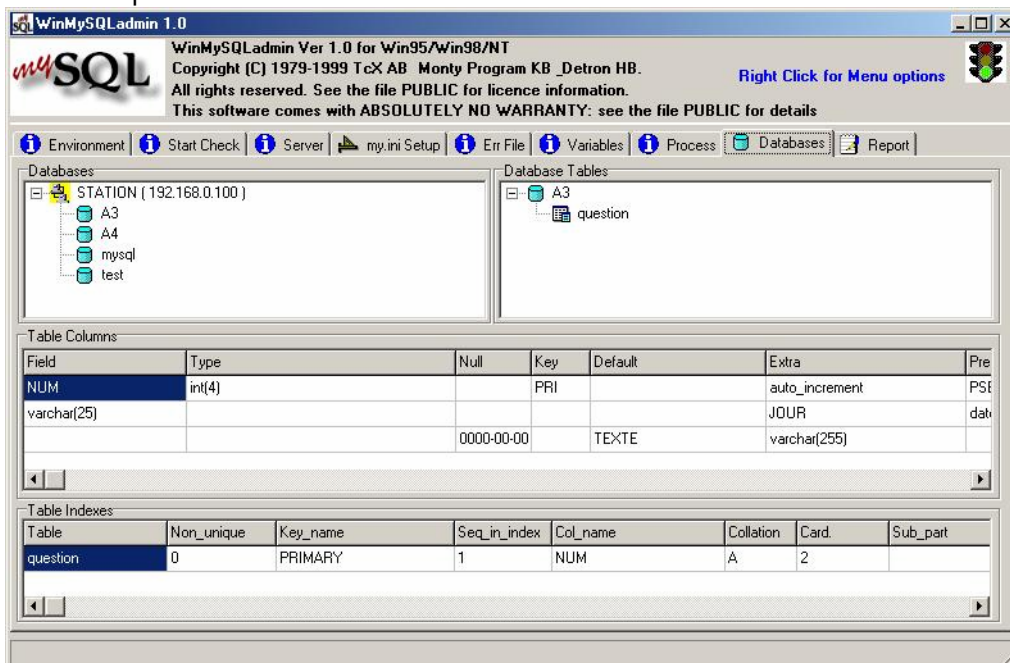 WinMySQLadmin 1.0
mySQL
WinMySQLadmin Ver 1.0 for Win95/Win98/NT
Copyright (C) 1979-1999 TcX AB Monty Program KB _Detron HB.
All rights reserved. See the file PUBLIC for licence information.
This software comes with ABSOLUTELY NO WARRANTY: see the file PUBLIC for details
Right Click for Menu options
Environment Start Check Server my.ini Setup Err File Variables Process Databases Report
Databases
STATION ( 192.168.0.100 )
A3
A4
mysql
test
Database Tables
A3
question
Table Columns
Field Type Null Key Default Extra Pre
NUM int(4) PRI auto_increment
varchar(25) JOUR
0000-00-00 TEXTE varchar(255)
Table Indexes
Table Non_unique Key_name Seq_in_index Col_name Collation Card. Sub_part
question 0 PRIMARY 1 NUM A 2